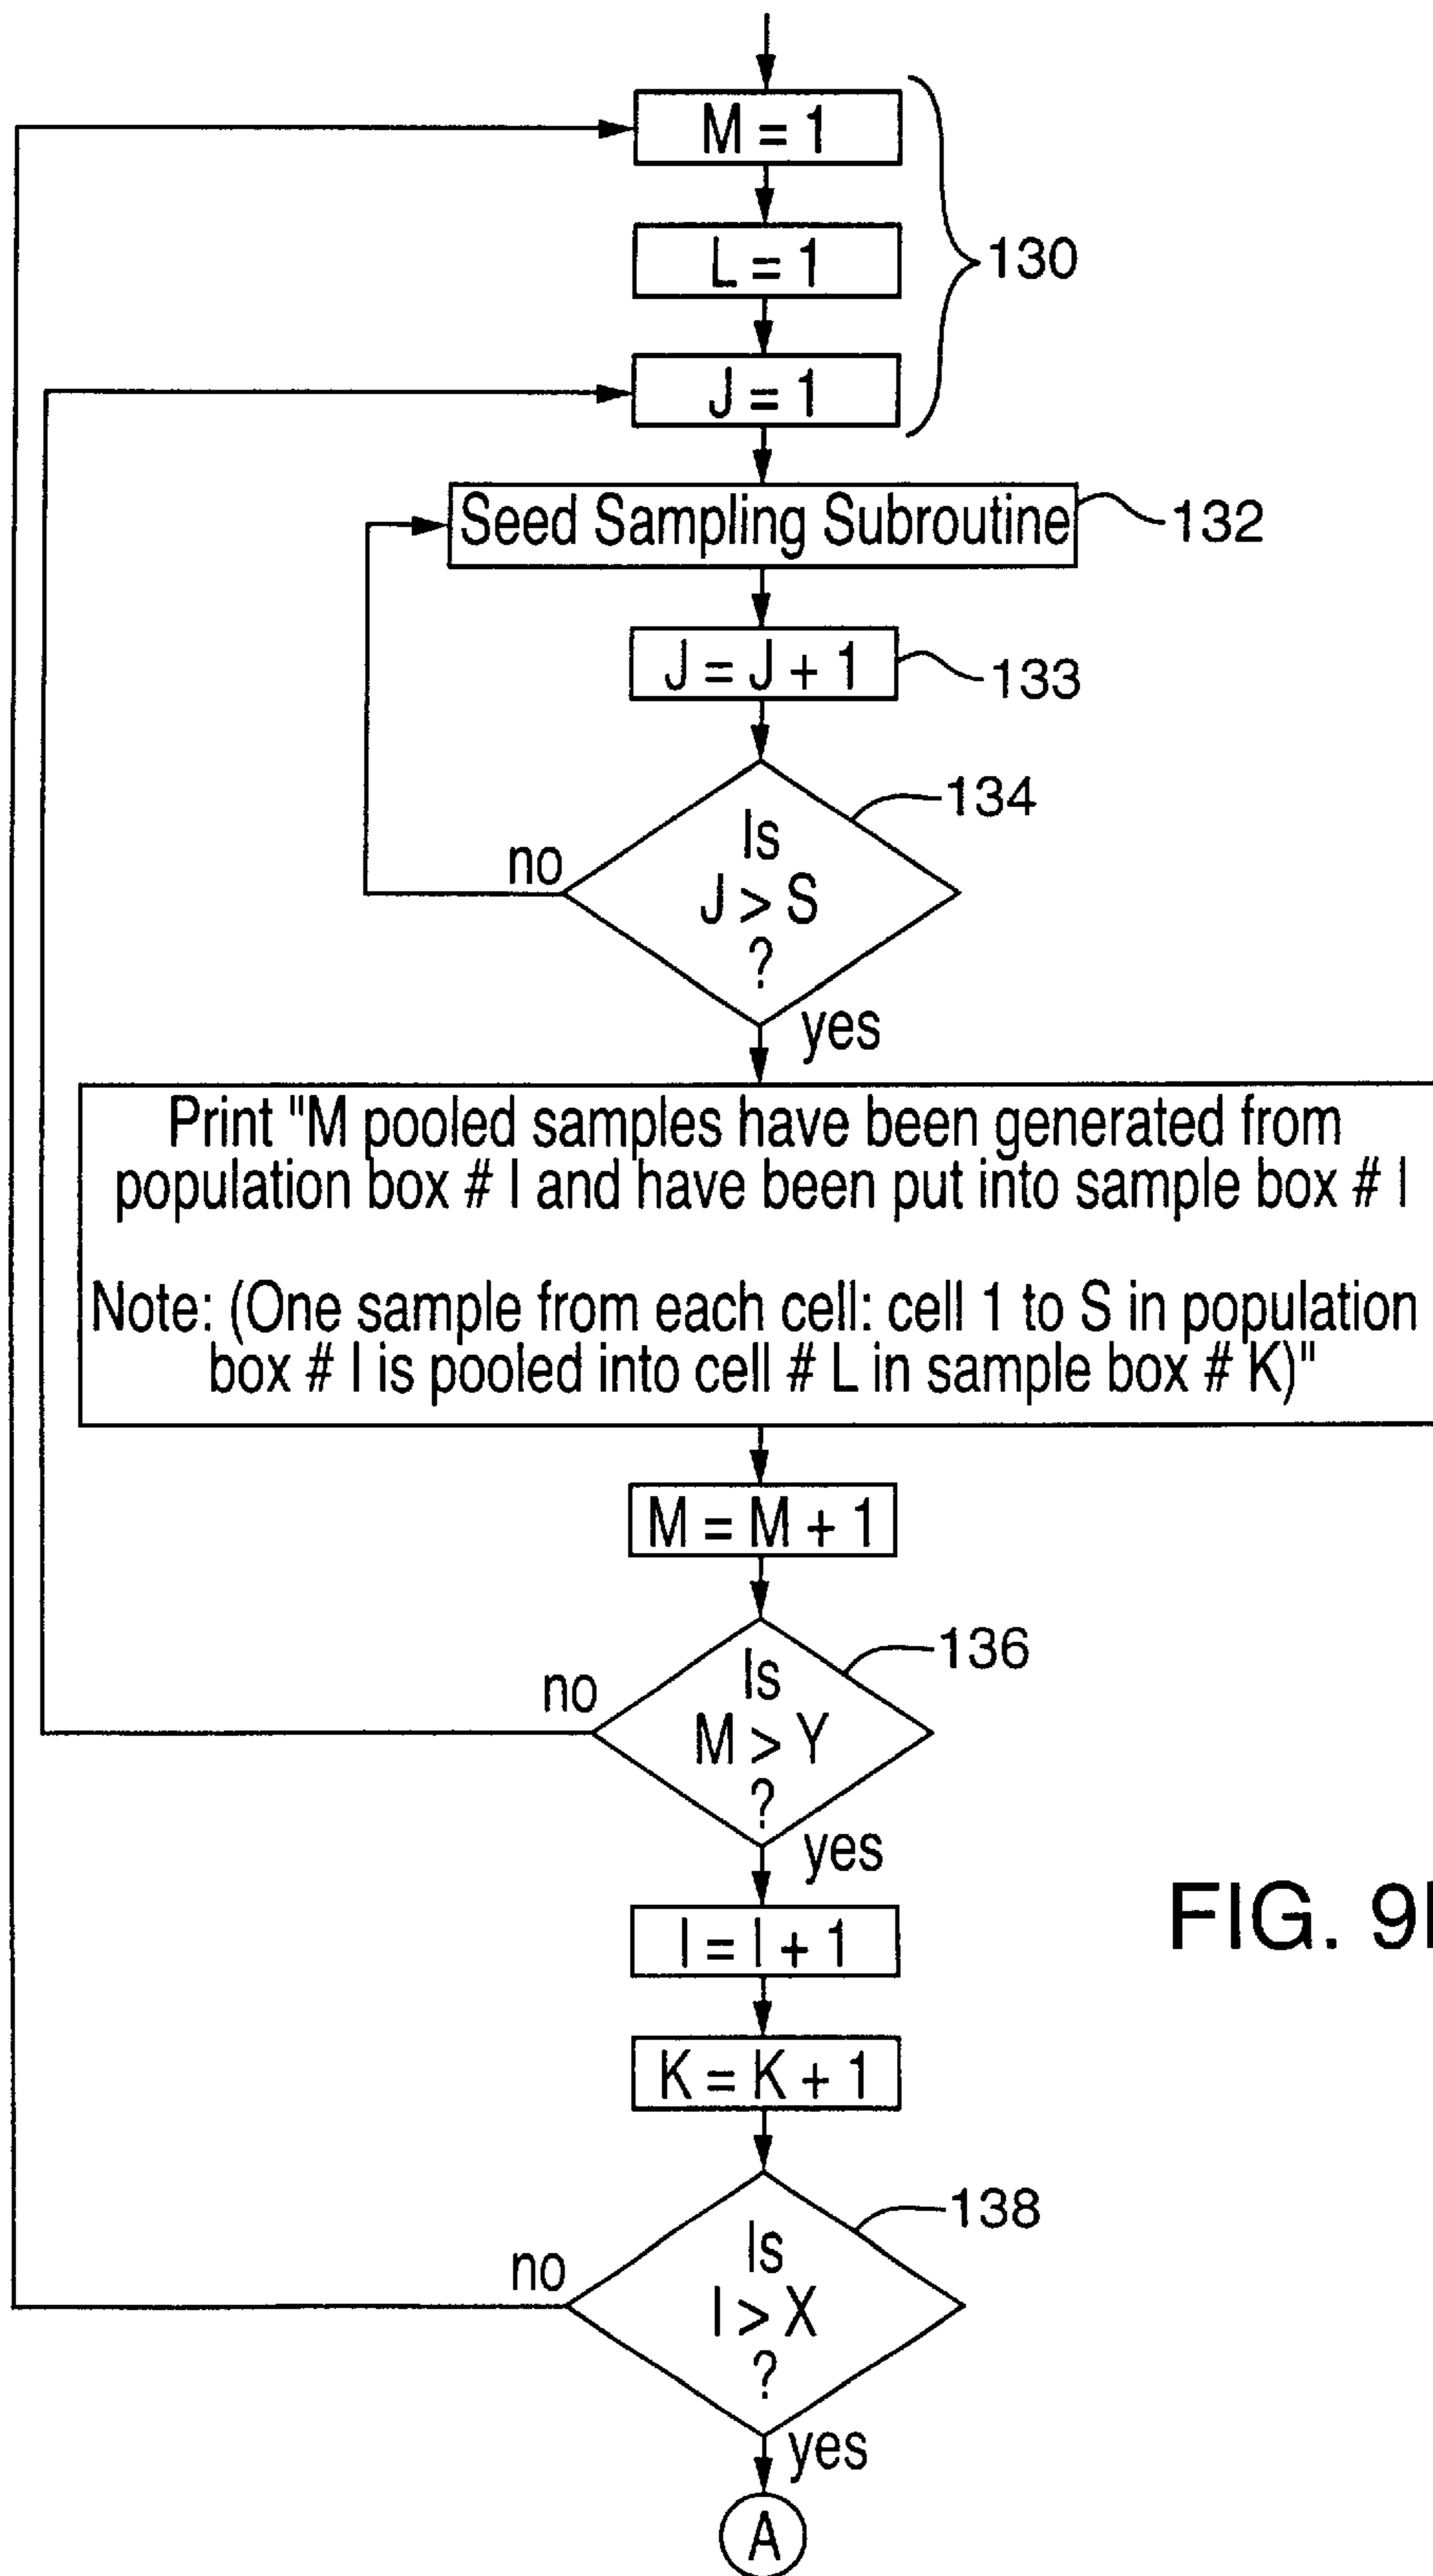 M = 1
L = 1
130
J = 1
Seed Sampling Subroutine
132
J = J + 1
133
134
Is
J > S
?
no
yes
Print "M pooled samples have been generated from
population box # I and have been put into sample box # I
Note: (One sample from each cell: cell 1 to S in population
box # I is pooled into cell # L in sample box # K)"
M = M + 1
136
Is
M > Y
?
no
yes
I = I + 1
FIG.
K = K + 1
138
Is
I > X
?
no
yes
A